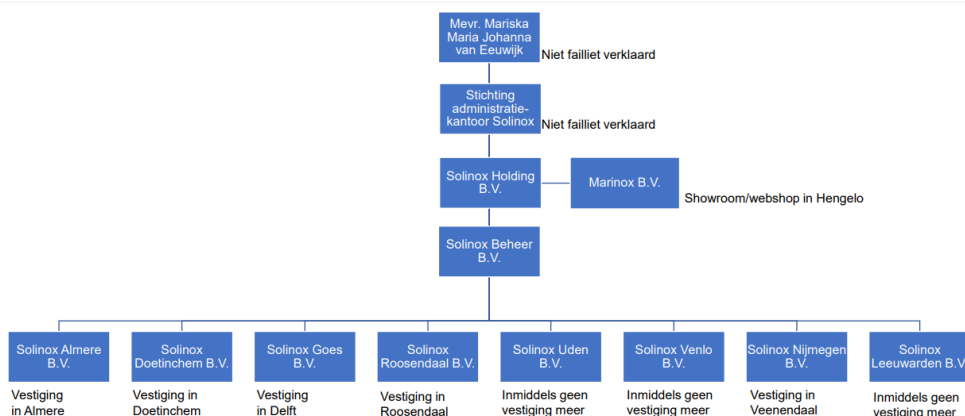 Mevr. Mariska
Maria Johanna
van Eeuwijk
Niet failliet verklaard
Stichting
administratie-
kantoor Solinox
Niet failliet verklaard
Solinox Holding
B.V.
Marinox B.V.
Showroom/webshop in Hengelo
Solinox Beheer
B.V.
Solinox Almere
B.V.
Vestiging
in Almere
Solinox
Doetinchem B.V.
Vestiging in
Doetinchem
Solinox Goes
B.V.
Vestiging
in Delft
Solinox
Roosendaal B.V.
Vestiging in
Roosendaal
Solinox Uden
B.V.
Inmiddels geen
vestiging meer
Solinox Venlo
B.V.
Inmiddels geen
vestiging meer
Solinox Nijmegen
B.V.
Vestiging in
Veenendaal
Solinox
Leeuwarden B.V.
Inmiddels geen
vestiging meer